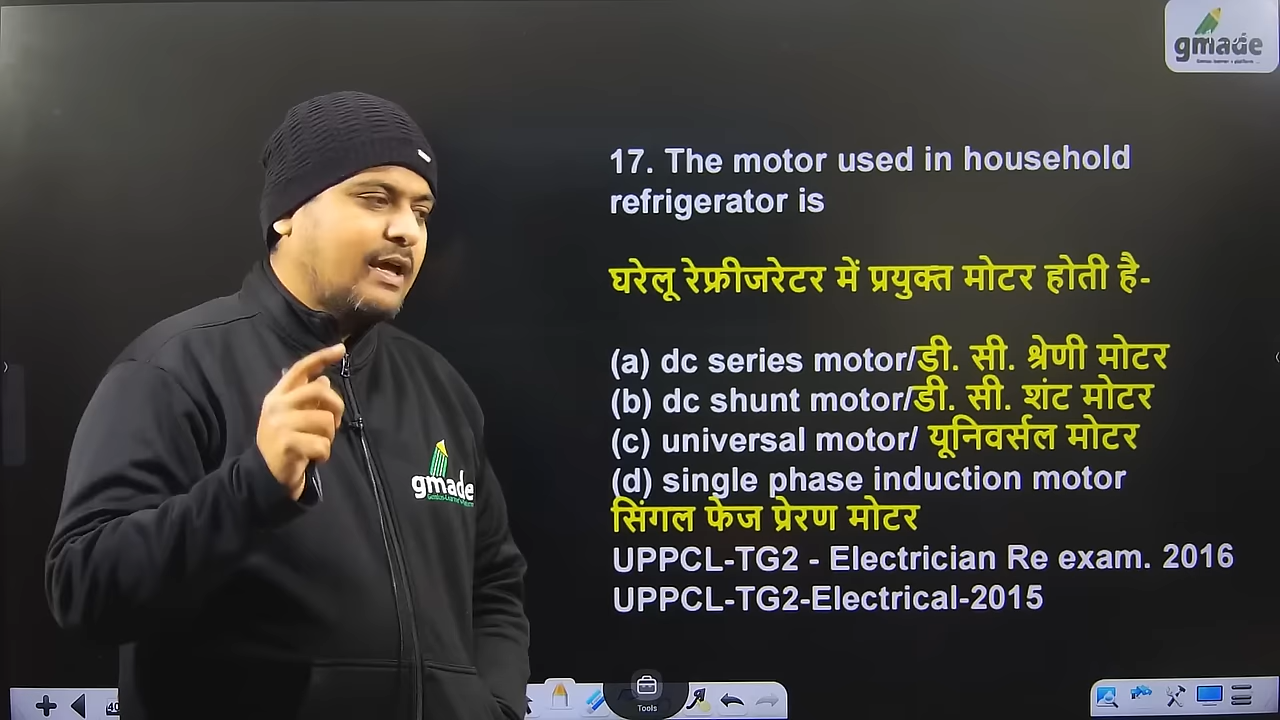 gmade
17. The motor used in household
refrigerator is
घरेलू रेफ्रीजरेटर में प्रयुक्त मोटर होती है-
(a) dc series motor/डी. सी. श्रेणी मोटर
(b) dc shunt motor/डी. सी. शंट मोटर
(c) universal motor/ यूनिवर्सल मोटर
(d) single phase induction motor
सिंगल फेज प्रेरण मोटर
UPPCL-TG2 - Electrician Re exam. 2016
UPPCL-TG2-Electrical-2015
gmade
Tools